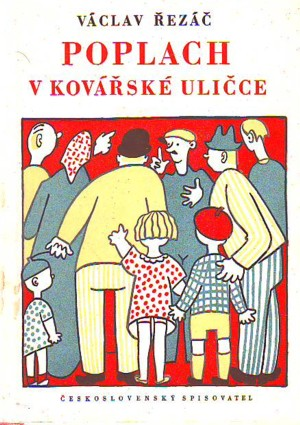 VÁCLAV ŘEZÁČ
POPLACH
V KOVÁŘSKÉ ULIČCE
ČESKOSLOVENSKÝ SPISOVATEL